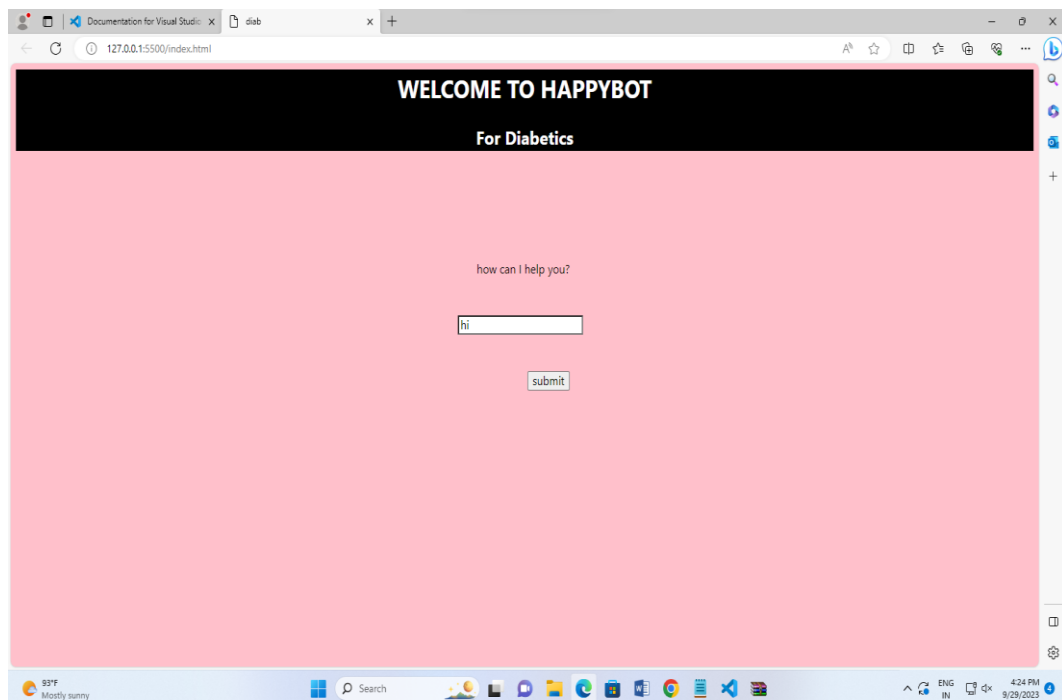 Documentation for Visual Studio
diab
127.0.0.1:5500/index.html
WELCOME TO HAPPYBOT
For Diabetics
how can I help you?
hi
submit
93°F
Mostly sunny
Search
ENG
IN
4:24 PM
9/29/2023
4